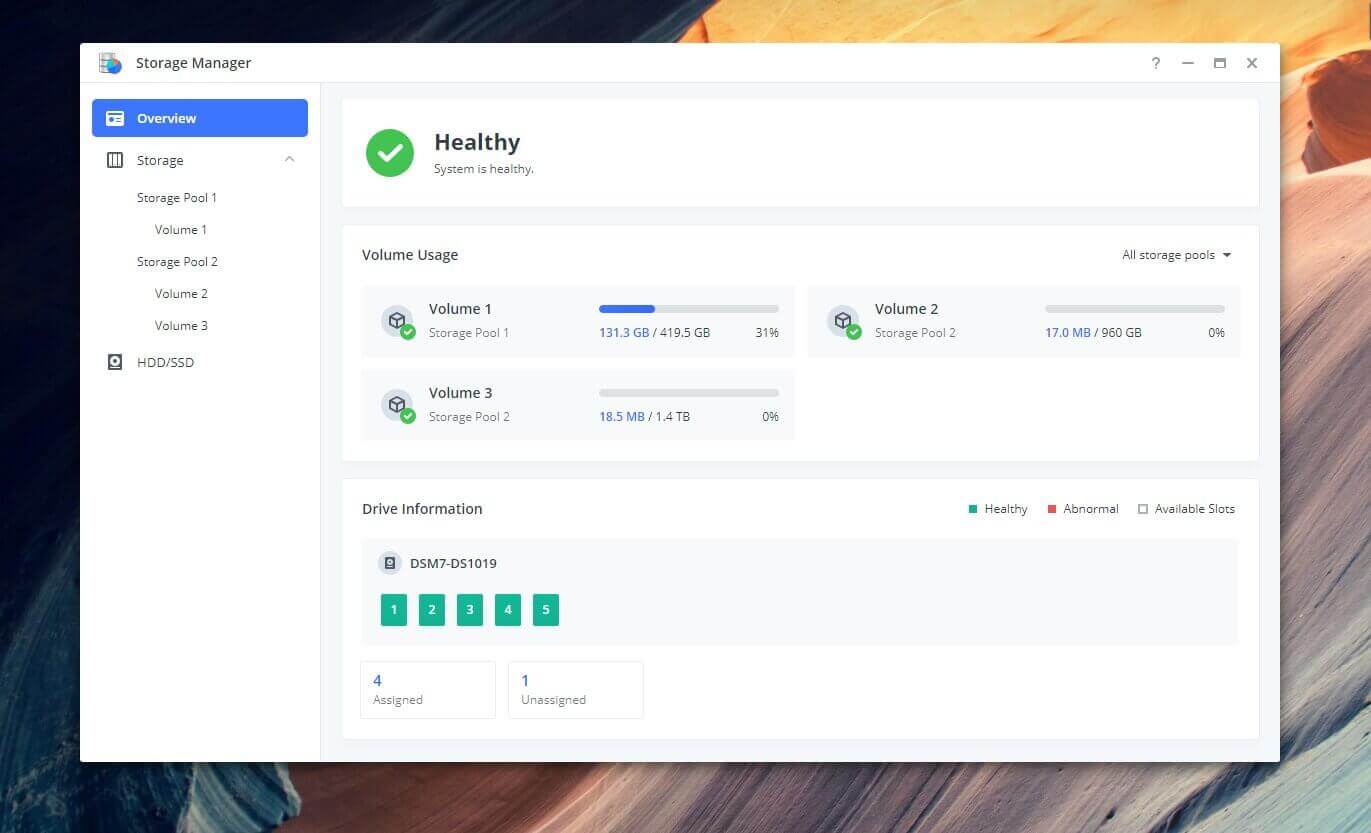 Storage Manager
?
Overview
Storage
Storage Pool 1
Volume 1
Storage Pool 2
Volume 2
Volume 3
HDD/SSD
Healthy
System is healthy.
Volume Usage
All storage pools
Volume 1
Storage Pool 1
131.3 GB / 419.5 GB
31%
Volume 2
Storage Pool 2
17.0 MB / 960 GB
0%
Volume 3
Storage Pool 2
18.5 MB / 1.4 TB
0%
Drive Information
Healthy
Abnormal
Available Slots
DSM7-DS1019
1 2 3 4 5
4
Assigned
1
Unassigned